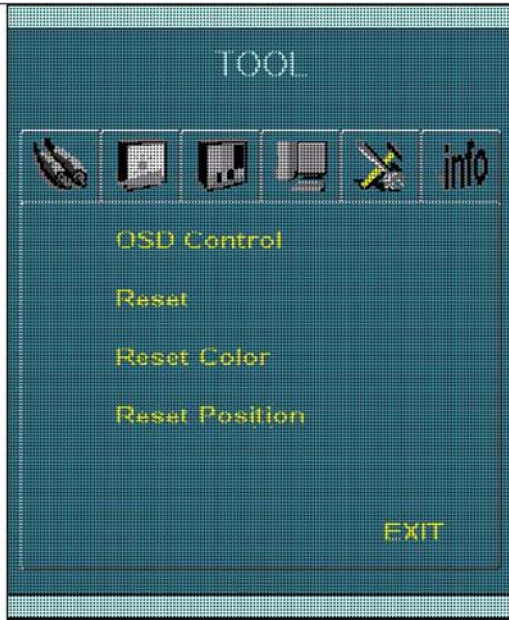 TOOL
info
OSD Control
Reset
Reset Color
Reset Position
EXIT